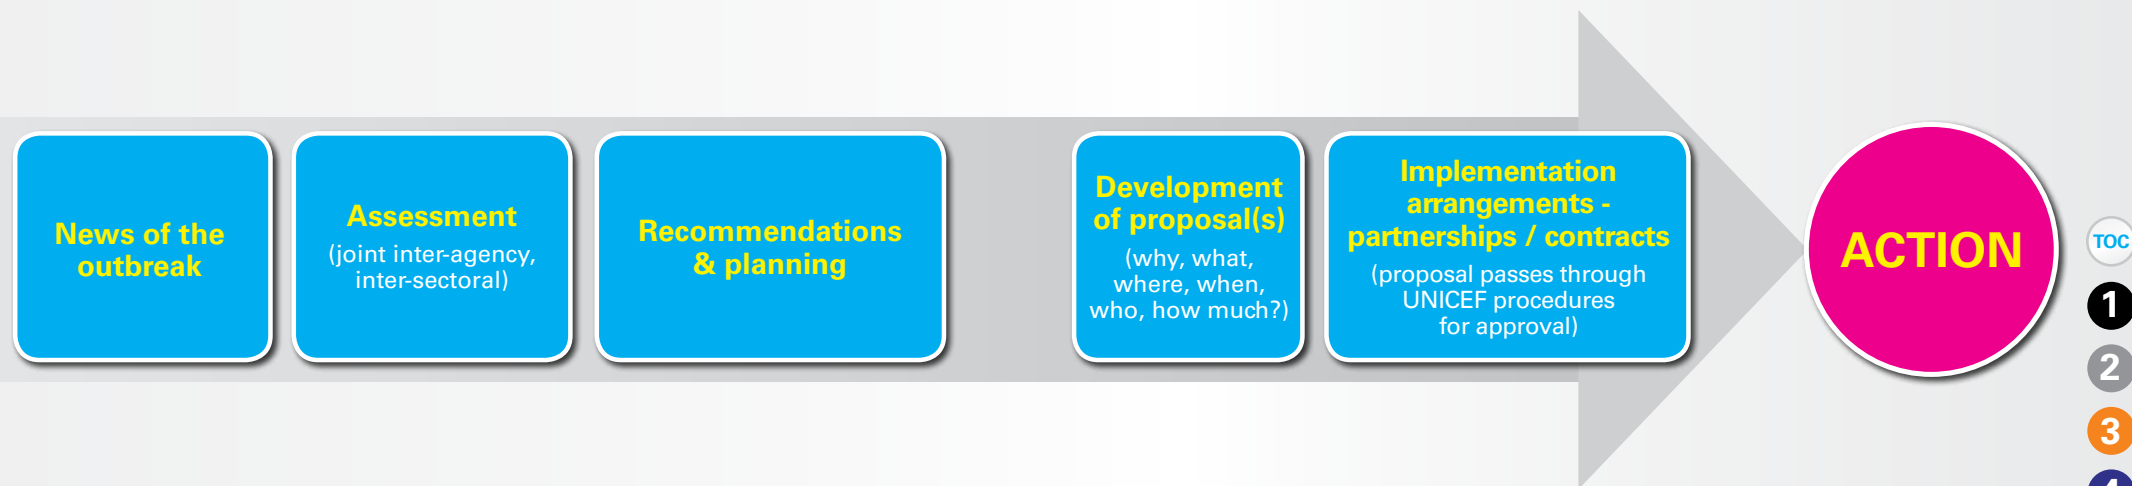 News of the
outbreak
Assessment
(joint inter-agency,
inter-sectoral)
Recommendations
& planning
Development
of proposal(s)
(why, what,
where, when,
who, how much?)
Implementation
arrangements -
partnerships / contracts
(proposal passes through
UNICEF procedures
for approval)
ACTION
TOC
1
2
3
4